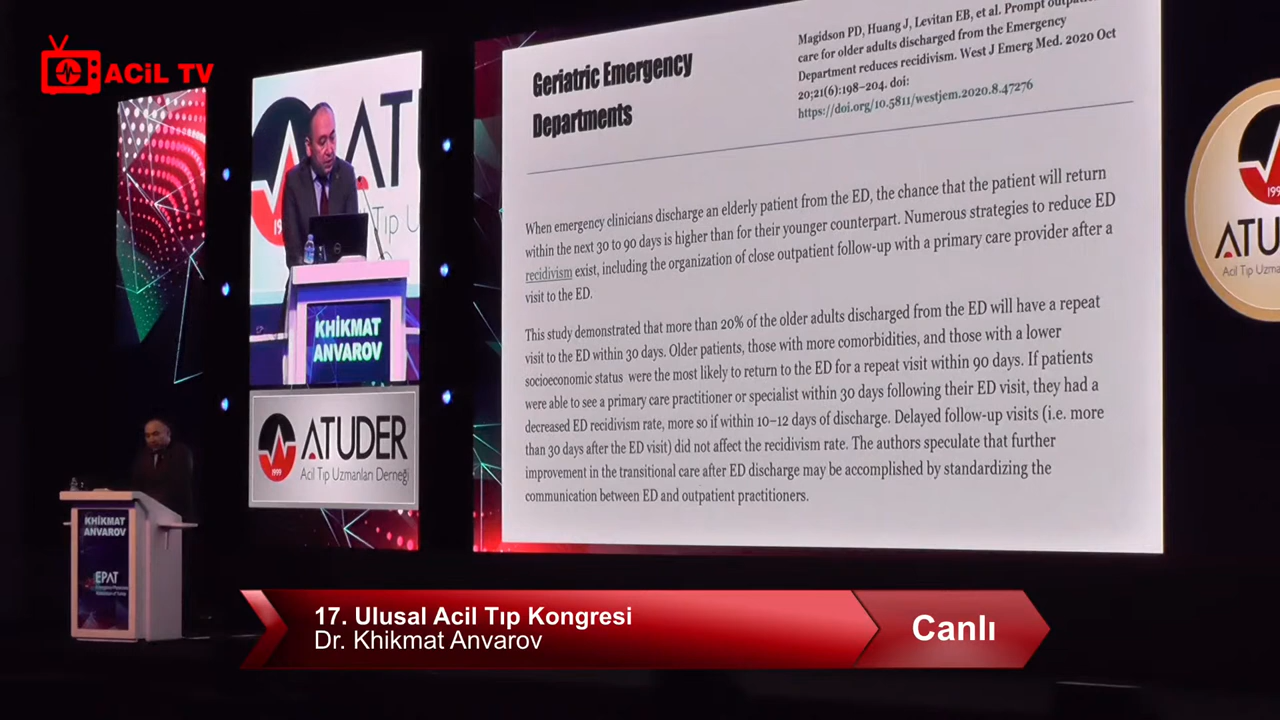 ACİL TV
ATU
Tıp U
KHİKMAT
ANVAROV
1999
ATUDER
Acil Tıp Uzmanları Derneği
KHİKMAT
ANVAROV
EPAT
Geriatric Emergency
Departments
Magidson PD, Huang J, Levitan EB, et al. Prompt outpat
care for older adults discharged from the Emergency
Department reduces recidivism. West J Emerg Med. 2020 Oct
20;21(6):198–204. doi:
https://doi.org/10.5811/westjem.2020.8.47276
When emergency clinicians discharge an elderly patient from the ED, the chance that the patient will return
within the next 30 to 90 days is higher than for their younger counterpart. Numerous strategies to reduce ED
recidivism exist, including the organization of close outpatient follow-up with a primary care provider after a
visit to the ED.
This study demonstrated that more than 20% of the older adults discharged from the ED will have a repeat
visit to the ED within 30 days. Older patients, those with more comorbidities, and those with a lower
socioeconomic status were the most likely to return to the ED for a repeat visit within 90 days. If patients
were able to see a primary care practitioner or specialist within 30 days following their ED visit, they had a
decreased ED recidivism rate, more so if within 10–12 days of discharge. Delayed follow-up visits (i.e. more
than 30 days after the ED visit) did not affect the recidivism rate. The authors speculate that further
improvement in the transitional care after ED discharge may be accomplished by standardizing the
communication between ED and outpatient practitioners.
199
ATU
Acil Tıp Uzma
17. Ulusal Acil Tıp Kongresi
Dr. Khikmat Anvarov
Canlı